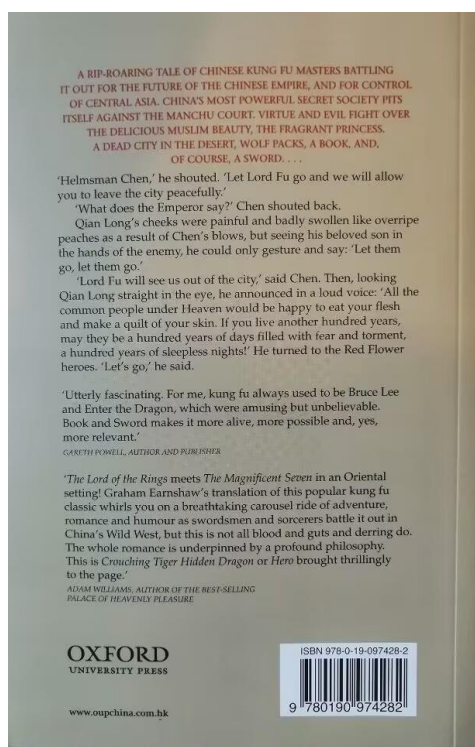 A RIP-ROARING TALE OF CHINESE KUNG FU MASTERS BATTLING
IT OUT FOR THE FUTURE OF THE CHINESE EMPIRE, AND FOR CONTROL
OF CENTRAL ASIA. CHINA'S MOST POWERFUL SECRET SOCIETY PITS
ITSELF AGAINST THE MANCHU COURT. VIRTUE AND EVIL FIGHT OVER
THE DELICIOUS MUSLIM BEAUTY, THE FRAGRANT PRINCESS.
A DEAD CITY IN THE DESERT, WOLF PACKS, A BOOK, AND,
OF COURSE, A SWORD. . . .
'Helmsman Chen,' he shouted. 'Let Lord Fu go and we will allow
you to leave the city peacefully.'
'What does the Emperor say?' Chen shouted back.
Qian Long's cheeks were painful and badly swollen like overripe
peaches as a result of Chen's blows, but seeing his beloved son in
the hands of the enemy, he could only gesture and say: 'Let them
go, let them go.'
'Lord Fu will see us out of the city,' said Chen. Then, looking
Qian Long straight in the eye, he announced in a loud voice: 'All the
common people under Heaven would be happy to eat your flesh
and make a quilt of your skin. If you live another hundred years,
may they be a hundred years of days filled with fear and torment,
a hundred years of sleepless nights!' He turned to the Red Flower
heroes. 'Let's go,' he said.
'Utterly fascinating. For me, kung fu always used to be Bruce Lee
and Enter the Dragon, which were amusing but unbelievable.
Book and Sword makes it more alive, more possible and, yes,
more relevant.'
GARETH POWELL, AUTHOR AND PUBLISHER
'The Lord of the Rings meets The Magnificent Seven in an Oriental
setting! Graham Earnshaw's translation of this popular kung fu
classic whirls you on a breathtaking carousel ride of adventure,
romance and humour as swordsmen and sorcerers battle it out in
China's Wild West, but this is not all blood and guts and derring do.
The whole romance is underpinned by a profound philosophy.
This is Crouching Tiger Hidden Dragon or Hero brought thrillingly
to the page.'
ADAM WILLIAMS, AUTHOR OF THE BEST-SELLING
PALACE OF HEAVENLY PLEASURE
OXFORD
UNIVERSITY PRESS
www.oupchina.com.hk
ISBN 978-0-19-097428-2
9 780190 974282